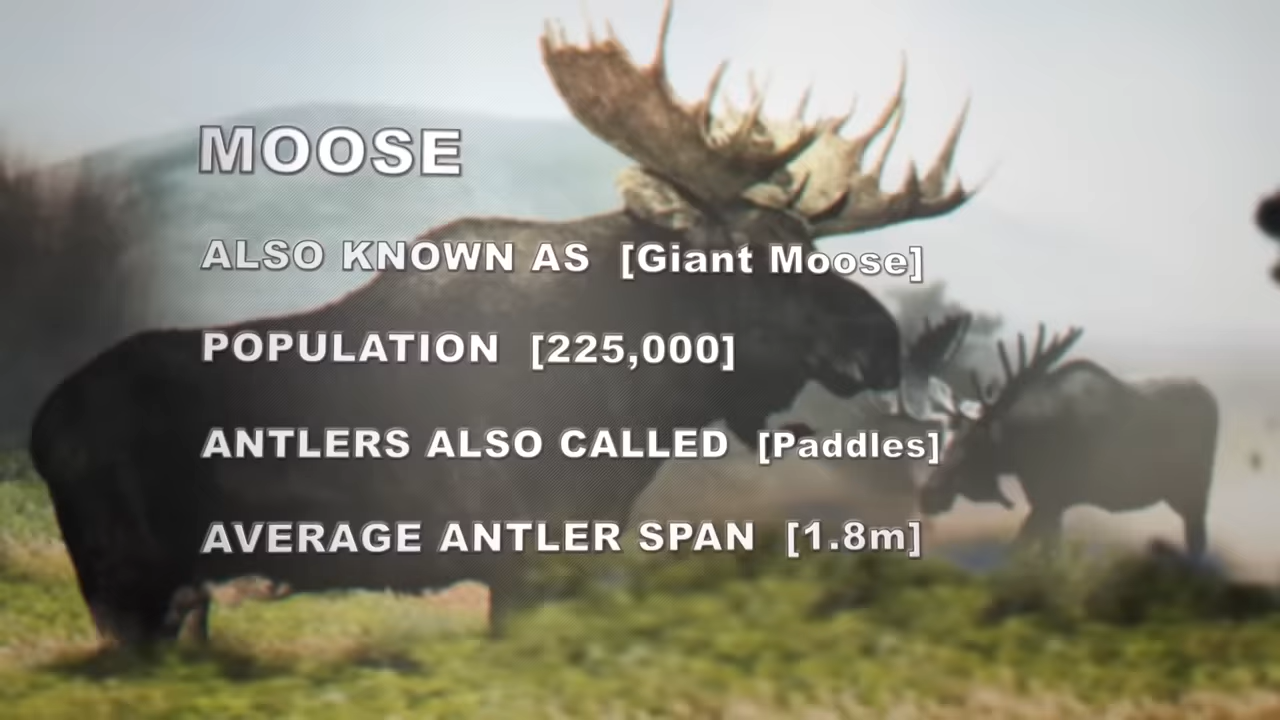 MOOSE
ALSO KNOWN AS [Giant Moose]
POPULATION [225,000]
ANTLERS ALSO CALLED [Paddles]
AVERAGE ANTLER SPAN [1.8m]